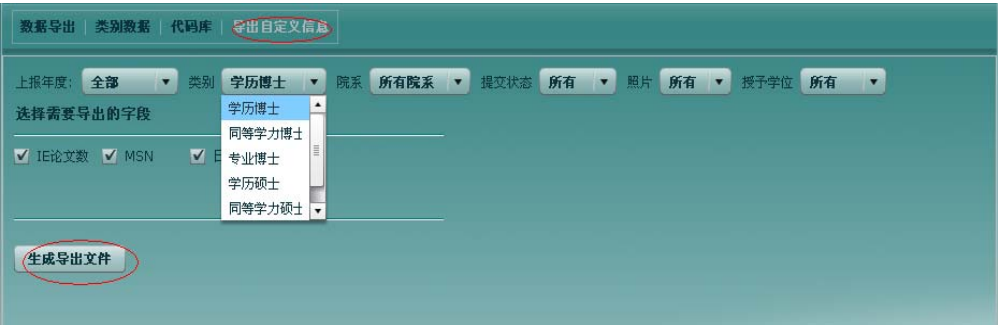 数据导出 | 类别数据 | 代码库 | 导出自定义信息
上报年度: 全部 类别 学历博士 院系 所有院系 提交状态 所有 照片 所有 授予学位 所有
选择需要导出的字段
学历博士
同等学力博士
IE论文数 MSN
专业博士
学历硕士
同等学力硕士
生成导出文件